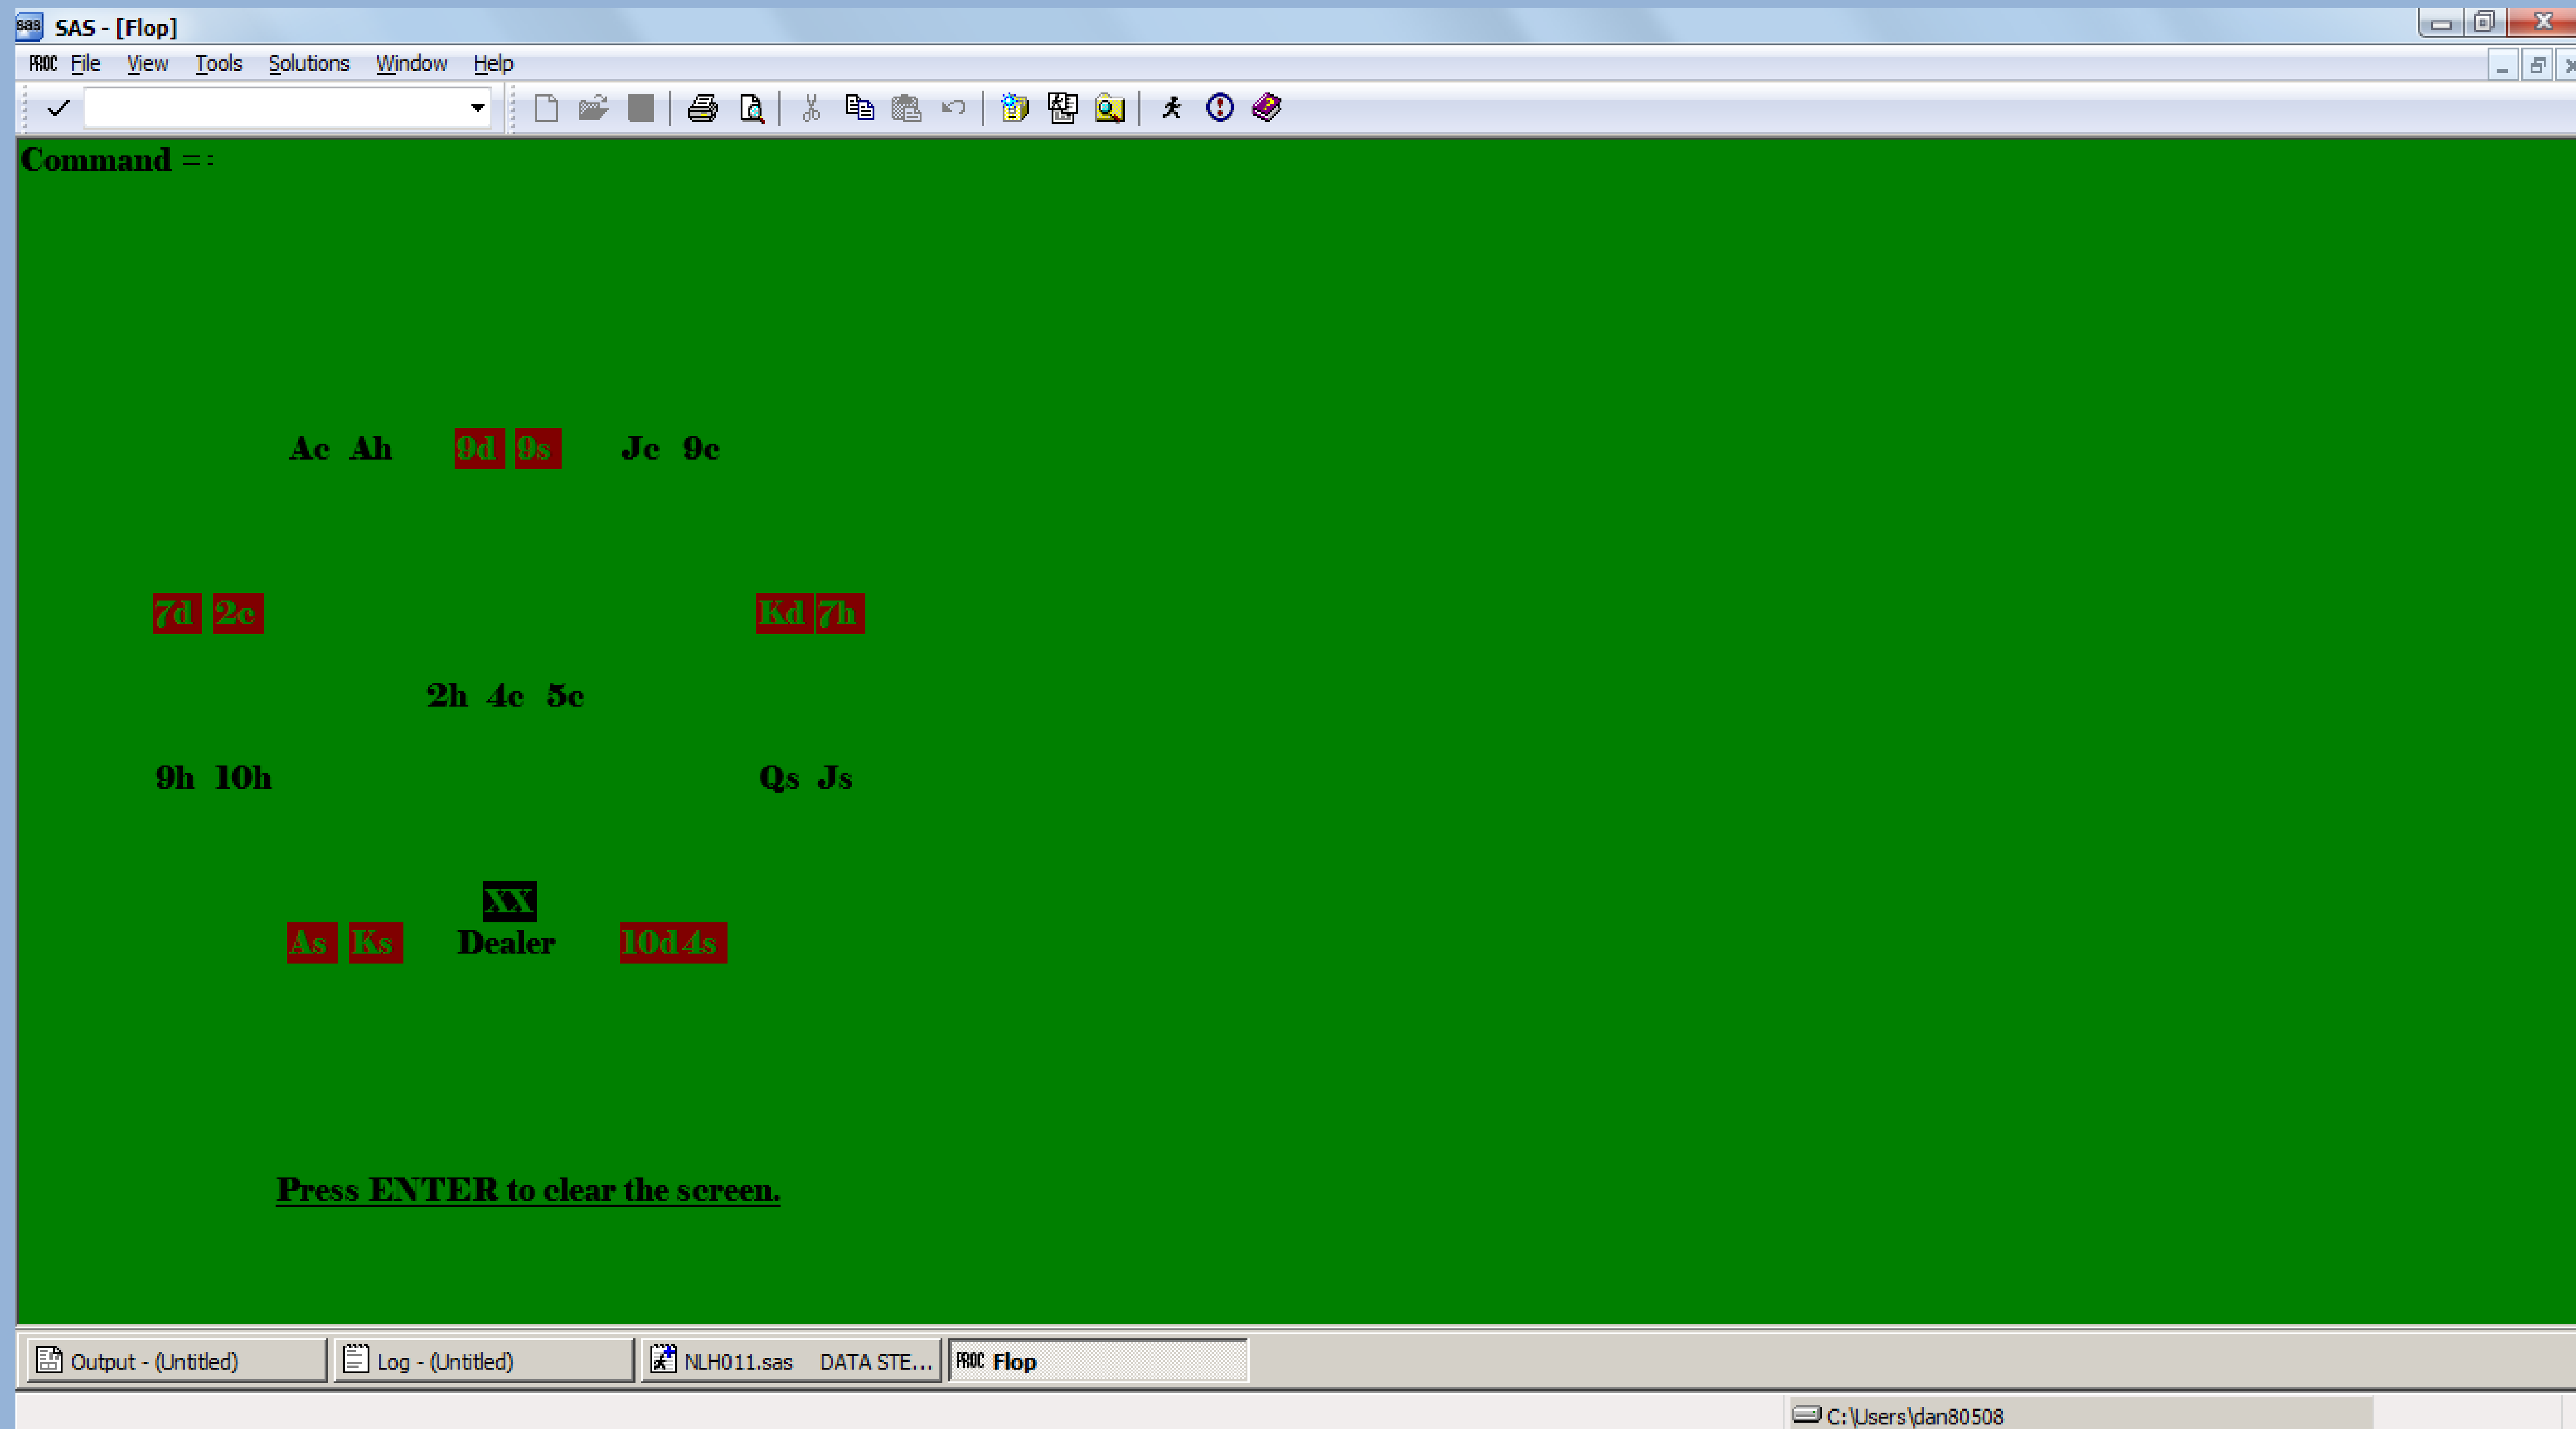 SAS - [Flop]
PROC File View Tools Solutions Window Help
Command =
Ac Ah 9d 9s Jc 9c
7d 2c Kd 7h
2h 4c 5c
9h 10h Qs Js
XX
As Ks Dealer 10d 4s
Press ENTER to clear the screen.
Output - (Untitled) Log - (Untitled) NLH011.sas DATA STE... PROC Flop
C:\Users\dan80508